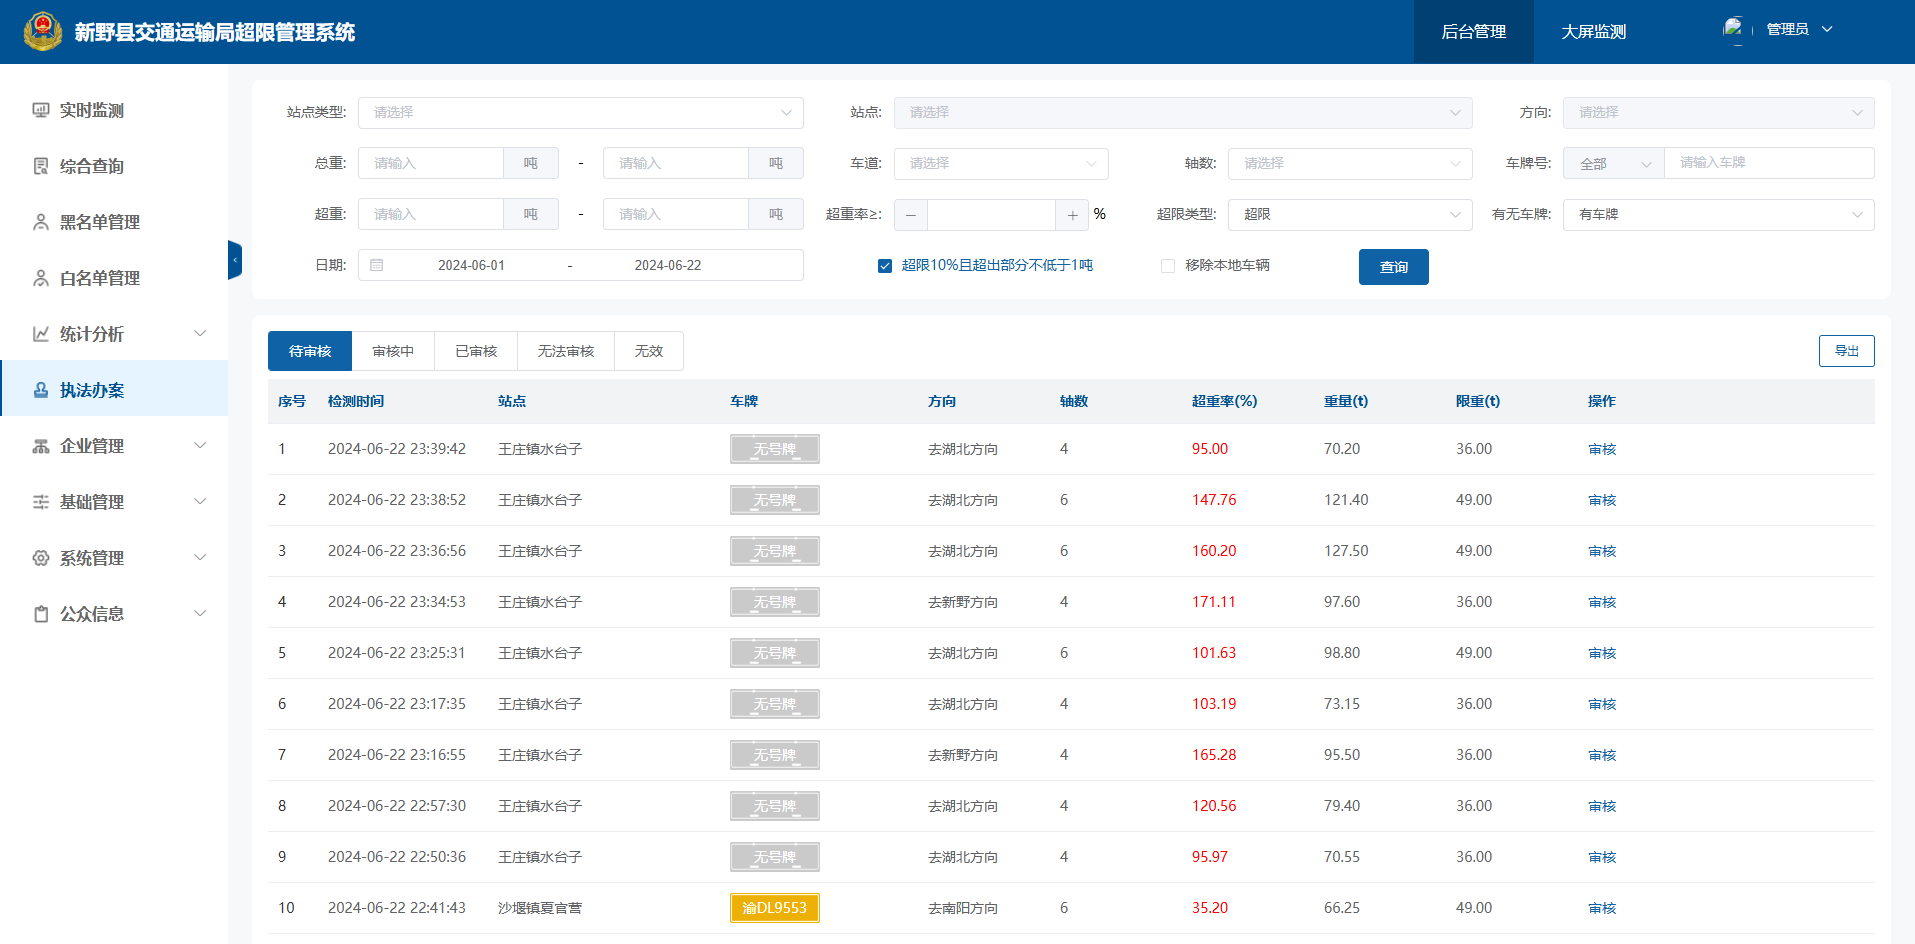 新野县交通运输局超限管理系统
后台管理
大屏监测
管理员
实时监测
综合查询
黑名单管理
白名单管理
统计分析
执法办案
企业管理
基础管理
系统管理
公众信息
站点类型: 请选择 站点: 请选择 方向: 请选择
总重: 请输入 吨 - 请输入 吨 车道: 请选择 轴数: 请选择 车牌号: 全部 请输入车牌
超重: 请输入 吨 - 请输入 吨 超重率≥: − + % 超限类型: 超限 有无车牌: 有车牌
日期: 2024-06-01 - 2024-06-22 超限10%且超出部分不低于1吨 移除本地车辆 查询
待审核 审核中 已审核 无法审核 无效 导出
序号 检测时间 站点 车牌 方向 轴数 超重率(%) 重量(t) 限重(t) 操作
1 2024-06-22 23:39:42 王庄镇水台子 无号牌 去湖北方向 4 95.00 70.20 36.00 审核
2 2024-06-22 23:38:52 王庄镇水台子 无号牌 去湖北方向 6 147.76 121.40 49.00 审核
3 2024-06-22 23:36:56 王庄镇水台子 无号牌 去湖北方向 6 160.20 127.50 49.00 审核
4 2024-06-22 23:34:53 王庄镇水台子 无号牌 去新野方向 4 171.11 97.60 36.00 审核
5 2024-06-22 23:25:31 王庄镇水台子 无号牌 去湖北方向 6 101.63 98.80 49.00 审核
6 2024-06-22 23:17:35 王庄镇水台子 无号牌 去湖北方向 4 103.19 73.15 36.00 审核
7 2024-06-22 23:16:55 王庄镇水台子 无号牌 去新野方向 4 165.28 95.50 36.00 审核
8 2024-06-22 22:57:30 王庄镇水台子 无号牌 去湖北方向 4 120.56 79.40 36.00 审核
9 2024-06-22 22:50:36 王庄镇水台子 无号牌 去湖北方向 4 95.97 70.55 36.00 审核
10 2024-06-22 22:41:43 沙堰镇夏官营 渝DL9553 去南阳方向 6 35.20 66.25 49.00 审核